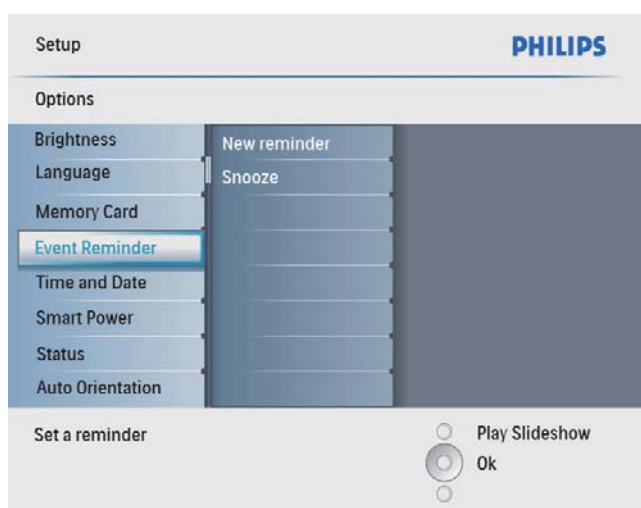 Setup
PHILIPS
Options
Brightness
Language
Memory Card
Event Reminder
Time and Date
Smart Power
Status
Auto Orientation
New reminder
Snooze
Set a reminder
Play Slideshow
Ok